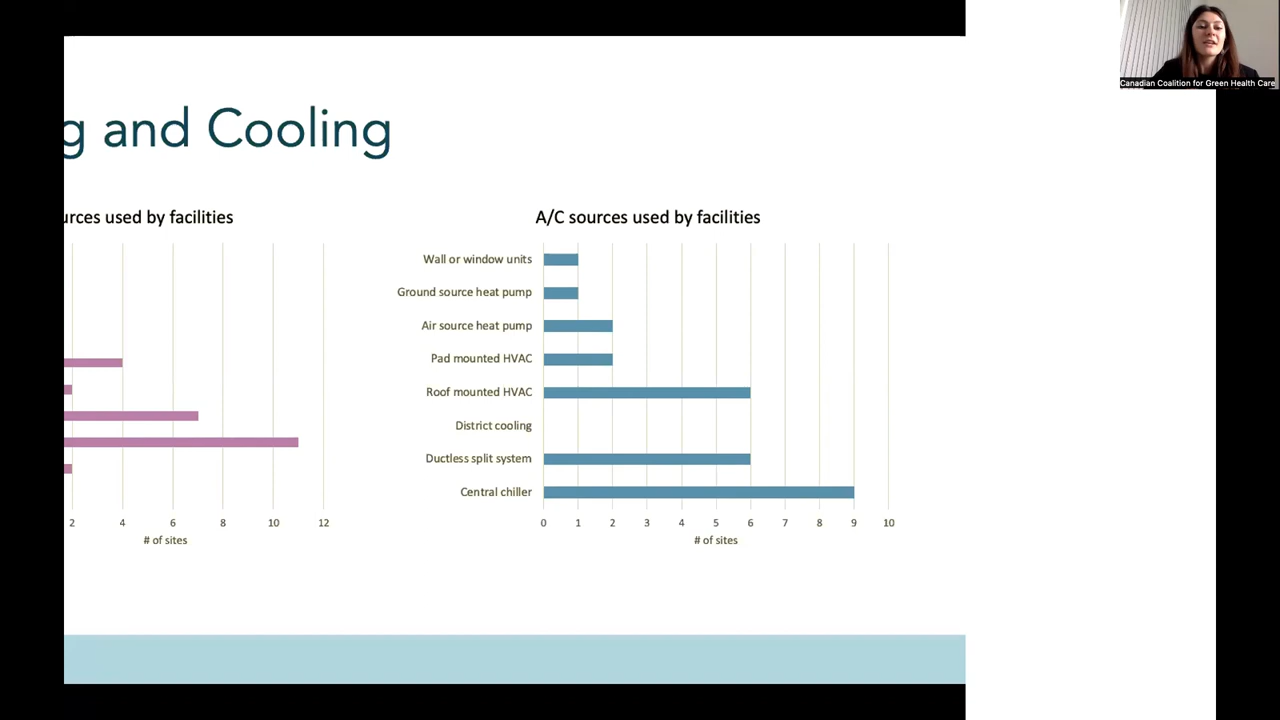 Canadian Coalition for Green Health Care
g and Cooling
urces used by facilities
2
4
6
8
10
12
# of sites
A/C sources used by facilities
Wall or window units
Ground source heat pump
Air source heat pump
Pad mounted HVAC
Roof mounted HVAC
District cooling
Ductless split system
Central chiller
0
1
2
3
4
5
6
7
8
9
10
# of sites